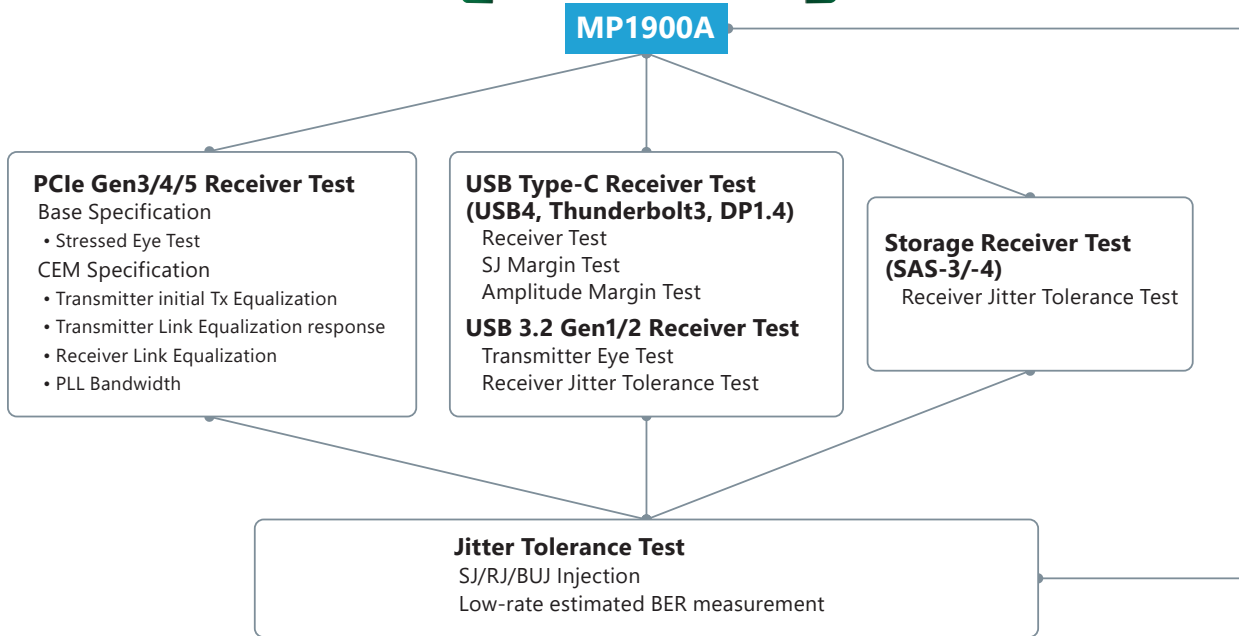 MP1900A
PCIe Gen3/4/5 Receiver Test
Base Specification
• Stressed Eye Test
CEM Specification
• Transmitter initial Tx Equalization
• Transmitter Link Equalization response
• Receiver Link Equalization
• PLL Bandwidth
USB Type-C Receiver Test
(USB4, Thunderbolt3, DP1.4)
Receiver Test
SJ Margin Test
Amplitude Margin Test
USB 3.2 Gen1/2 Receiver Test
Transmitter Eye Test
Receiver Jitter Tolerance Test
Storage Receiver Test
(SAS-3/-4)
Receiver Jitter Tolerance Test
Jitter Tolerance Test
SJ/RJ/BUJ Injection
Low-rate estimated BER measurement